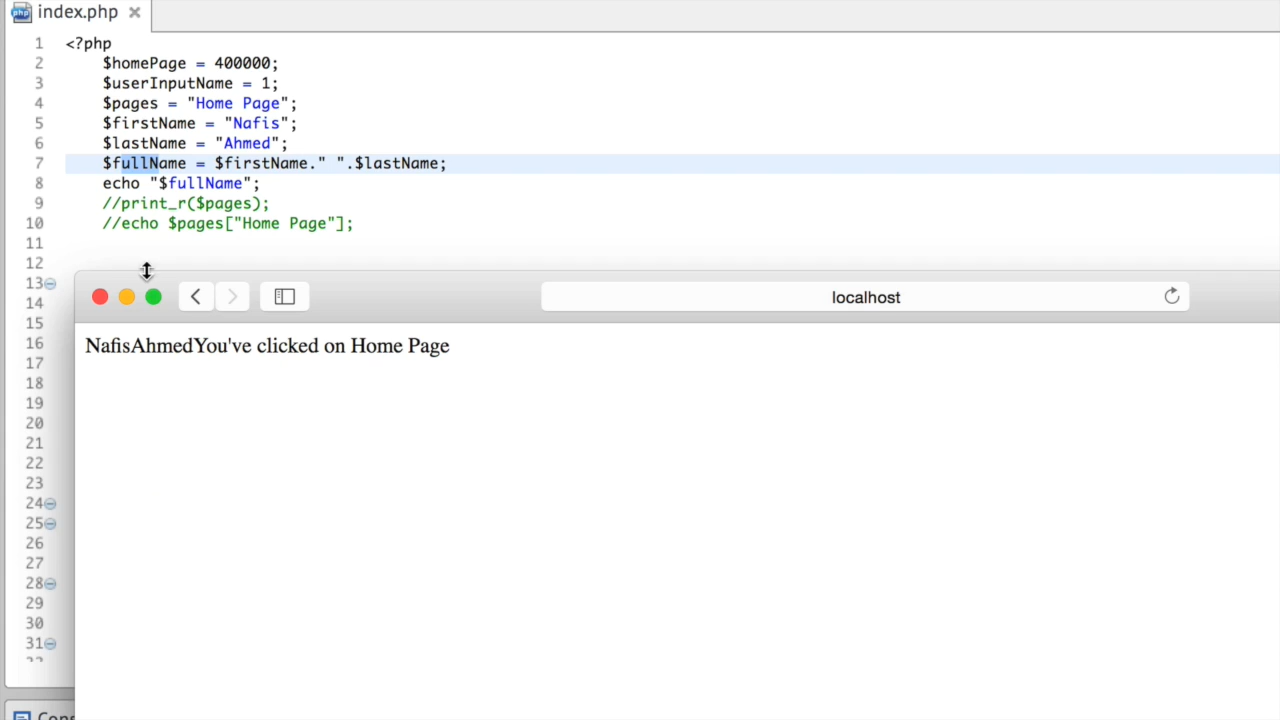 index.php
1 <?php
2 $homePage = 400000;
3 $userInputName = 1;
4 $pages = "Home Page";
5 $firstName = "Nafis";
6 $lastName = "Ahmed";
7 $fullName = $firstName." ".$lastName;
8 echo "$fullName";
9 //print_r($pages);
10 //echo $pages["Home Page"];
11
12
13
14
15
16
17
18
19
20
21
22
23
24
25
26
27
28
29
30
31
localhost
NafisAhmedYou've clicked on Home Page